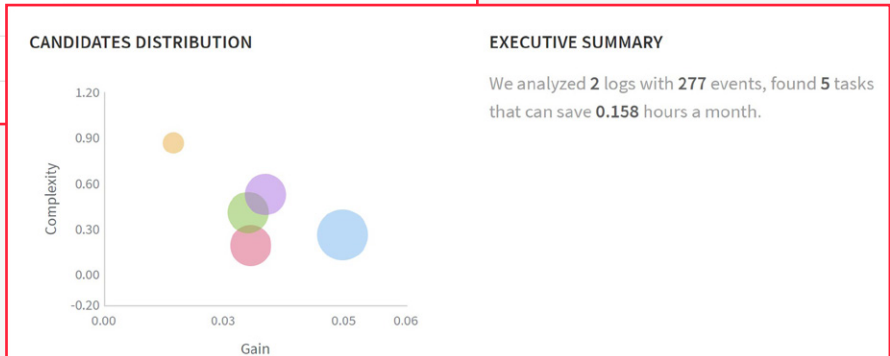 CANDIDATES DISTRIBUTION
1.20
0.90
0.60
0.30
0.00
-0.20
Complexity
0.00 0.03 0.05 0.06
Gain
EXECUTIVE SUMMARY
We analyzed 2 logs with 277 events, found 5 tasks
that can save 0.158 hours a month.